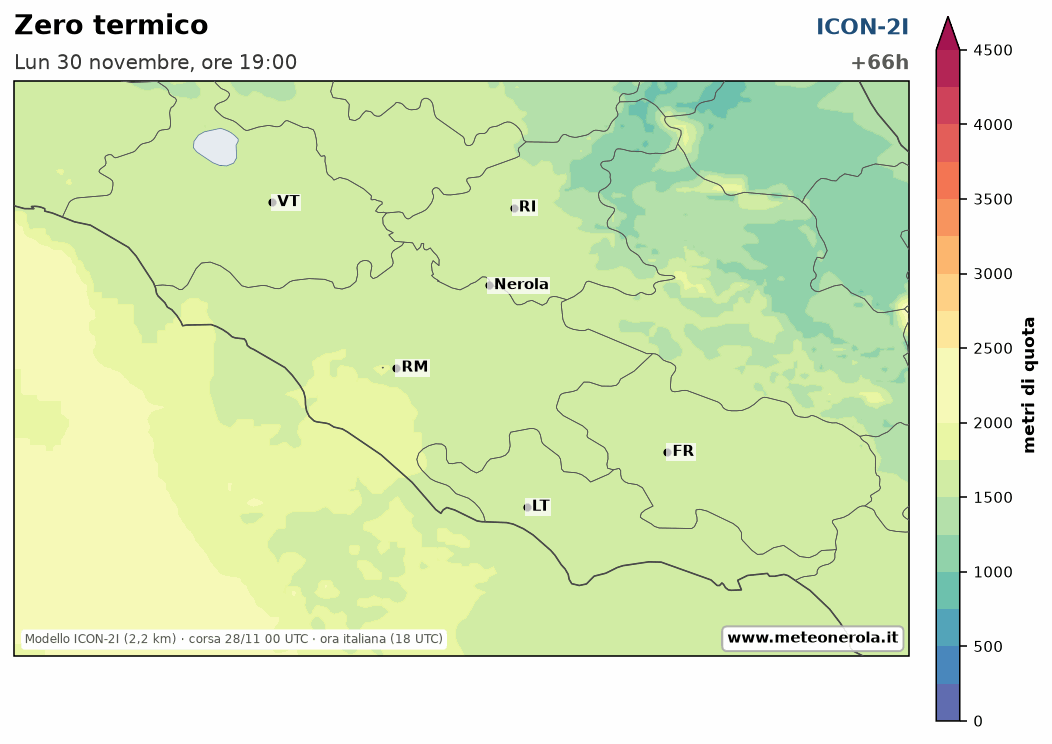 Zero termico
ICON-2I
Lun 30 novembre, ore 19:00
+66h
VT
RI
Nerola
RM
FR
LT
4500
4000
3500
3000
2500
2000
1500
1000
500
0
metri di quota
Modello ICON-2I (2,2 km) · corsa 28/11 00 UTC · ora italiana (18 UTC)
www.meteonerola.it